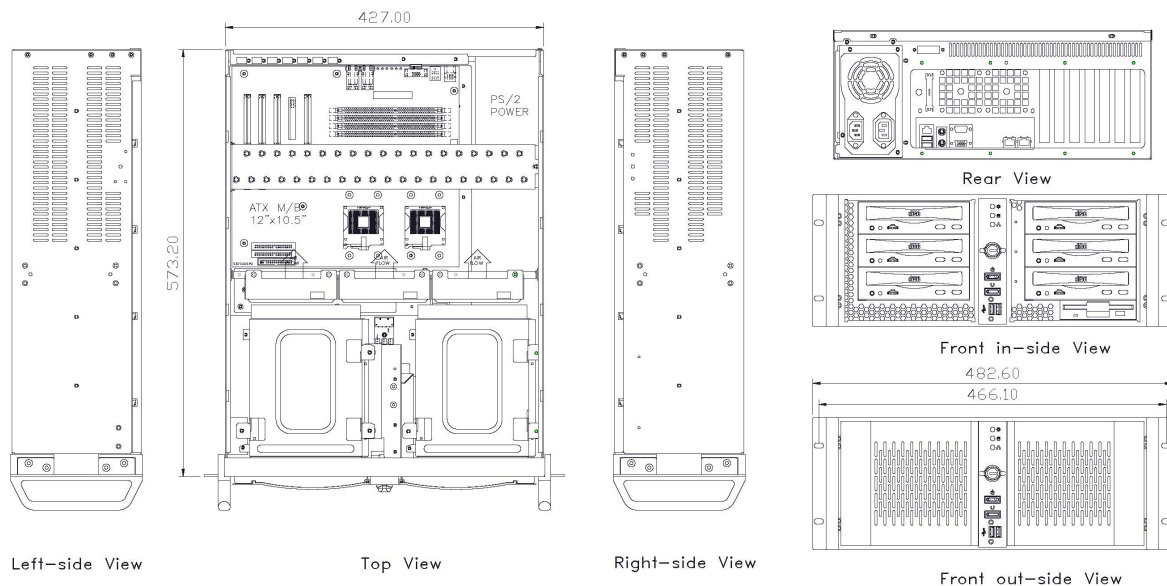 427.00
573.20
PS/2
POWER
ATX M/B
12"x10.5"
AIR
FLOW
AIR
FLOW
Left-side View
Top View
Right-side View
Rear View
Front in-side View
482.60
466.10
Front out-side View